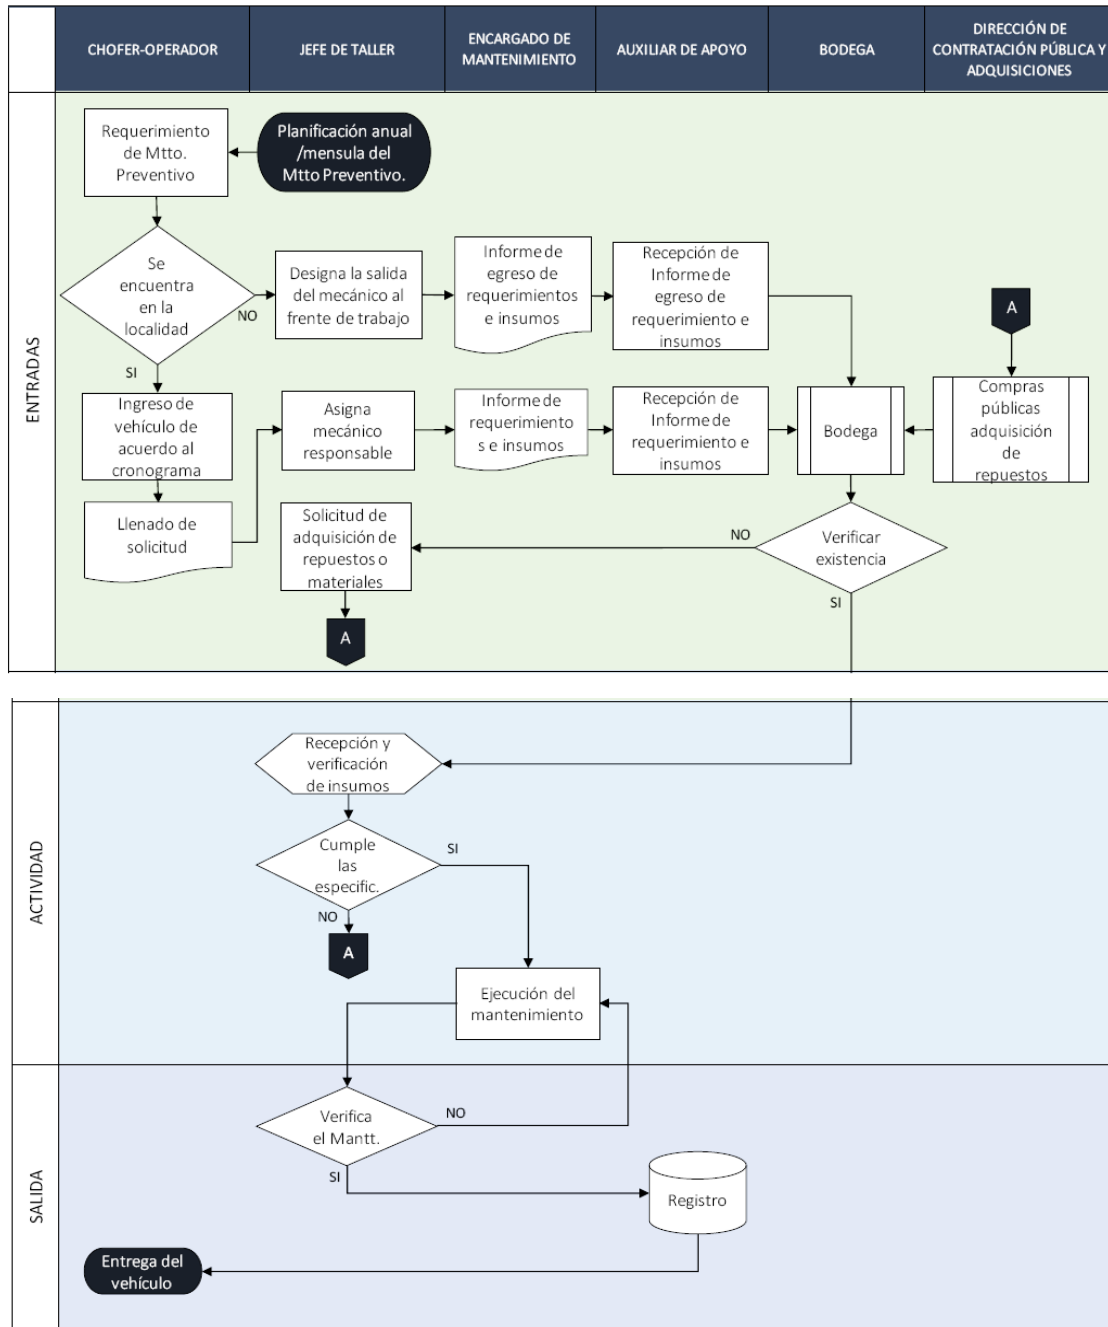 CHOFER-OPERADOR
JEFE DE TALLER
ENCARGADO DE
MANTENIMIENTO
AUXILIAR DE APOYO
BODEGA
DIRECCIÓN DE
CONTRATACIÓN PÚBLICA Y
ADQUISICIONES
ENTRADAS
Requerimiento
de Mtto.
Preventivo
Planificación anual
/mensula del
Mtto Preventivo.
Se
encuentra
en la
localidad
NO
SI
Designa la salida
del mecánico al
frente de trabajo
Informe de
egreso de
requerimientos
e insumos
Recepción de
Informe de
egreso de
requerimiento e
insumos
A
Ingreso de
vehículo de
acuerdo al
cronograma
Asigna
mecánico
responsable
Informe de
requerimiento
s e insumos
Recepción de
Informe de
requerimiento e
insumos
Bodega
Compras
públicas
adquisición
de
repuestos
Llenado de
solicitud
Solicitud de
adquisición de
repuestos o
materiales
NO
Verificar
existencia
SI
A
ACTIVIDAD
Recepción y
verificación
de insumos
Cumple
las
especific.
SI
NO
A
Ejecución del
mantenimiento
SALIDA
Verifica
el Mantt.
NO
SI
Registro
Entrega del
vehículo